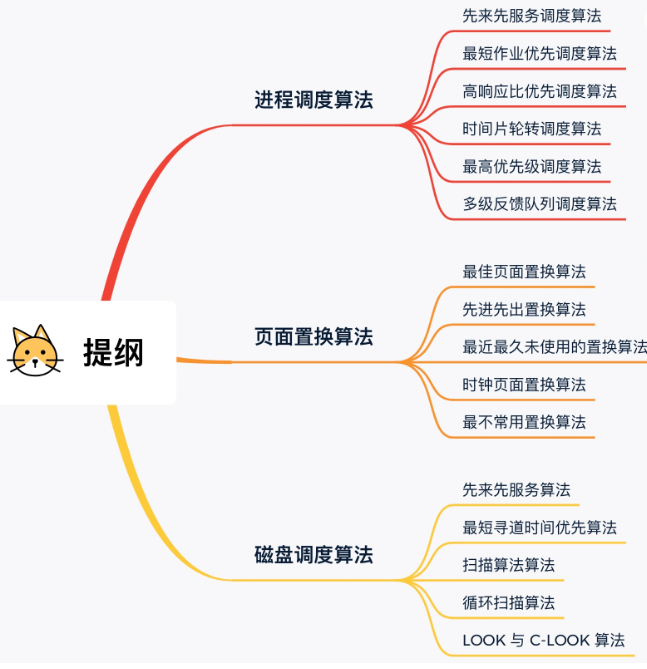 提纲
进程调度算法
先来先服务调度算法
最短作业优先调度算法
高响应比优先调度算法
时间片轮转调度算法
最高优先级调度算法
多级反馈队列调度算法
页面置换算法
最佳页面置换算法
先进先出置换算法
最近最久未使用的置换算法
时钟页面置换算法
最不常用置换算法
磁盘调度算法
先来先服务算法
最短寻道时间优先算法
扫描算法算法
循环扫描算法
LOOK 与 C-LOOK 算法